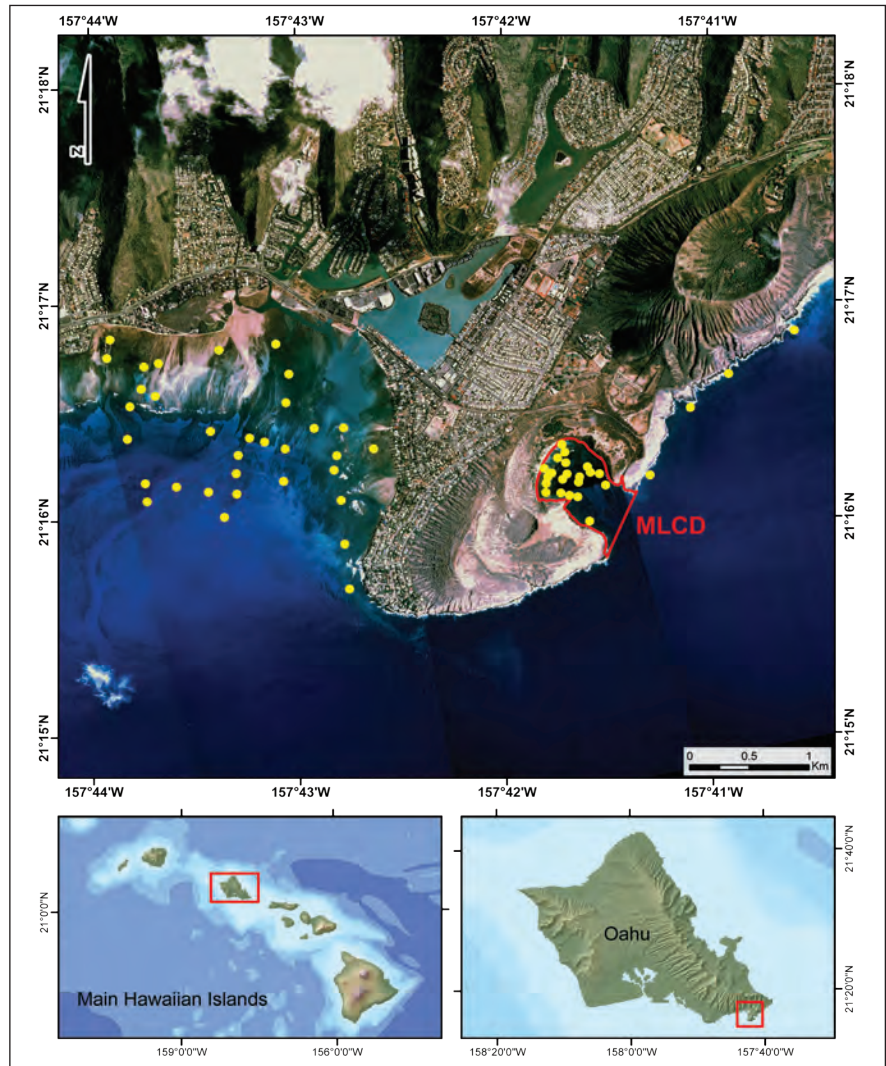 157°44'W 157°43'W 157°42'W 157°41'W
21°18'N 21°18'N
N
21°17'N 21°17'N
MLCD
21°16'N 21°16'N
21°15'N 21°15'N
0 0.5 1
Km
157°44'W 157°43'W 157°42'W 157°41'W
21°0'0"N
Main Hawaiian Islands
159°0'0"W 156°0'0"W
21°40'0"N
Oahu
21°20'0"N
158°20'0"W 158°0'0"W 157°40'0"W